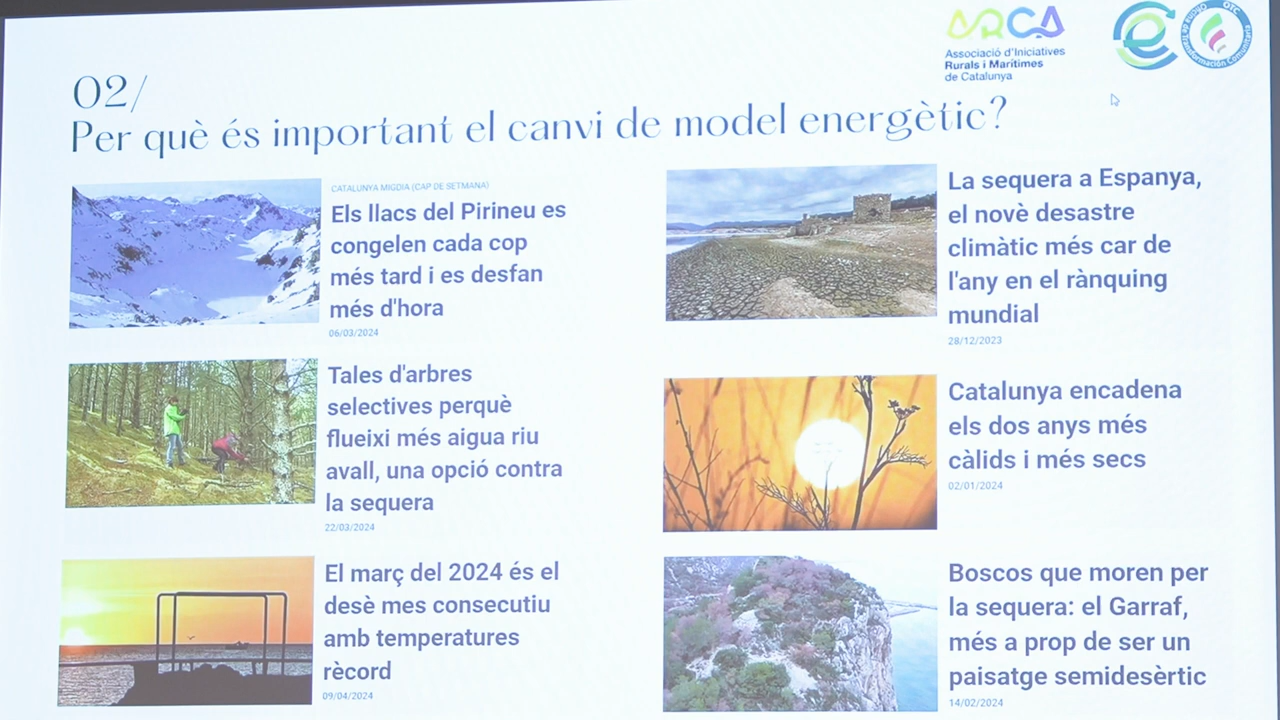 ARCA
Associació d'Iniciatives
Rurals i Marítimes
de Catalunya
OTC
Oficina de Transformación Comunitaria
02/
Per què és important el canvi de model energètic?
CATALUNYA MIGDIA (CAP DE SETMANA)
Els llacs del Pirineu es
congelen cada cop
més tard i es desfan
més d'hora
06/03/2024
Tales d'arbres
selectives perquè
flueixi més aigua riu
avall, una opció contra
la sequera
22/03/2024
El març del 2024 és el
desè mes consecutiu
amb temperatures
rècord
09/04/2024
La sequera a Espanya,
el novè desastre
climàtic més car de
l'any en el rànquing
mundial
28/12/2023
Catalunya encadena
els dos anys més
càlids i més secs
02/01/2024
Boscos que moren per
la sequera: el Garraf,
més a prop de ser un
paisatge semidesèrtic
14/02/2024